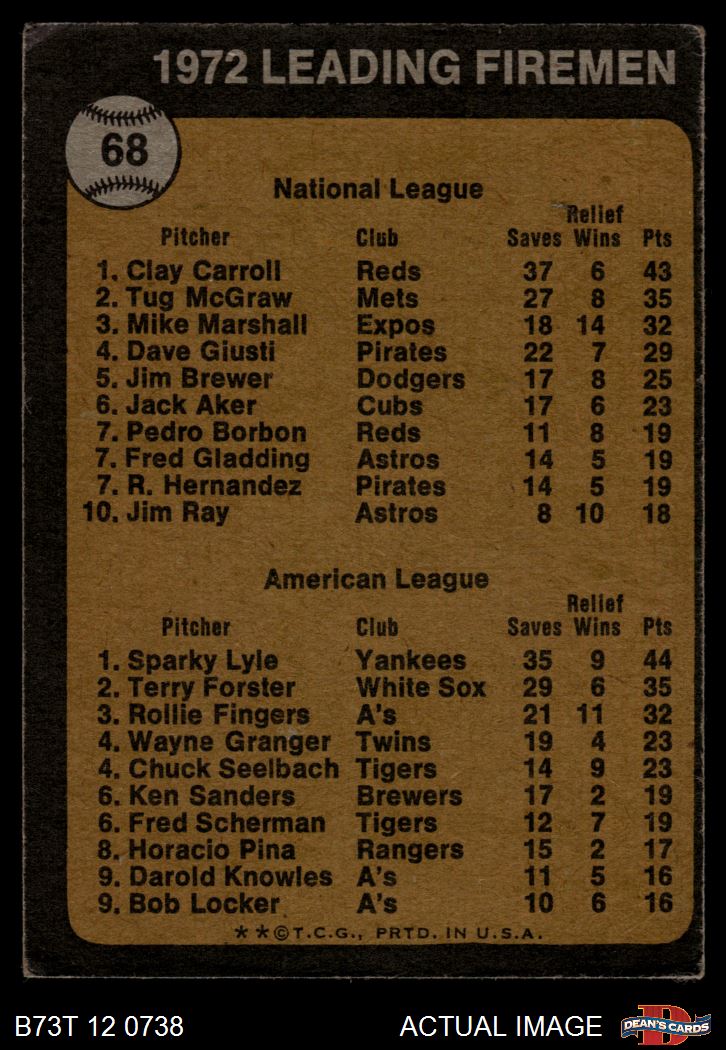 1972 LEADING FIREMEN
68
National League
Relief
Pitcher Club Saves Wins Pts
1. Clay Carroll Reds 37 6 43
2. Tug McGraw Mets 27 8 35
3. Mike Marshall Expos 18 14 32
4. Dave Giusti Pirates 22 7 29
5. Jim Brewer Dodgers 17 8 25
6. Jack Aker Cubs 17 6 23
7. Pedro Borbon Reds 11 8 19
7. Fred Gladding Astros 14 5 19
7. R. Hernandez Pirates 14 5 19
10. Jim Ray Astros 8 10 18
American League
Relief
Pitcher Club Saves Wins Pts
1. Sparky Lyle Yankees 35 9 44
2. Terry Forster White Sox 29 6 35
3. Rollie Fingers A's 21 11 32
4. Wayne Granger Twins 19 4 23
4. Chuck Seelbach Tigers 14 9 23
6. Ken Sanders Brewers 17 2 19
6. Fred Scherman Tigers 12 7 19
8. Horacio Pina Rangers 15 2 17
9. Darold Knowles A's 11 5 16
9. Bob Locker A's 10 6 16
**©T.C.G., PRTD. IN U.S.A.
B73T 12 0738 ACTUAL IMAGE D DEAN'S CARDS